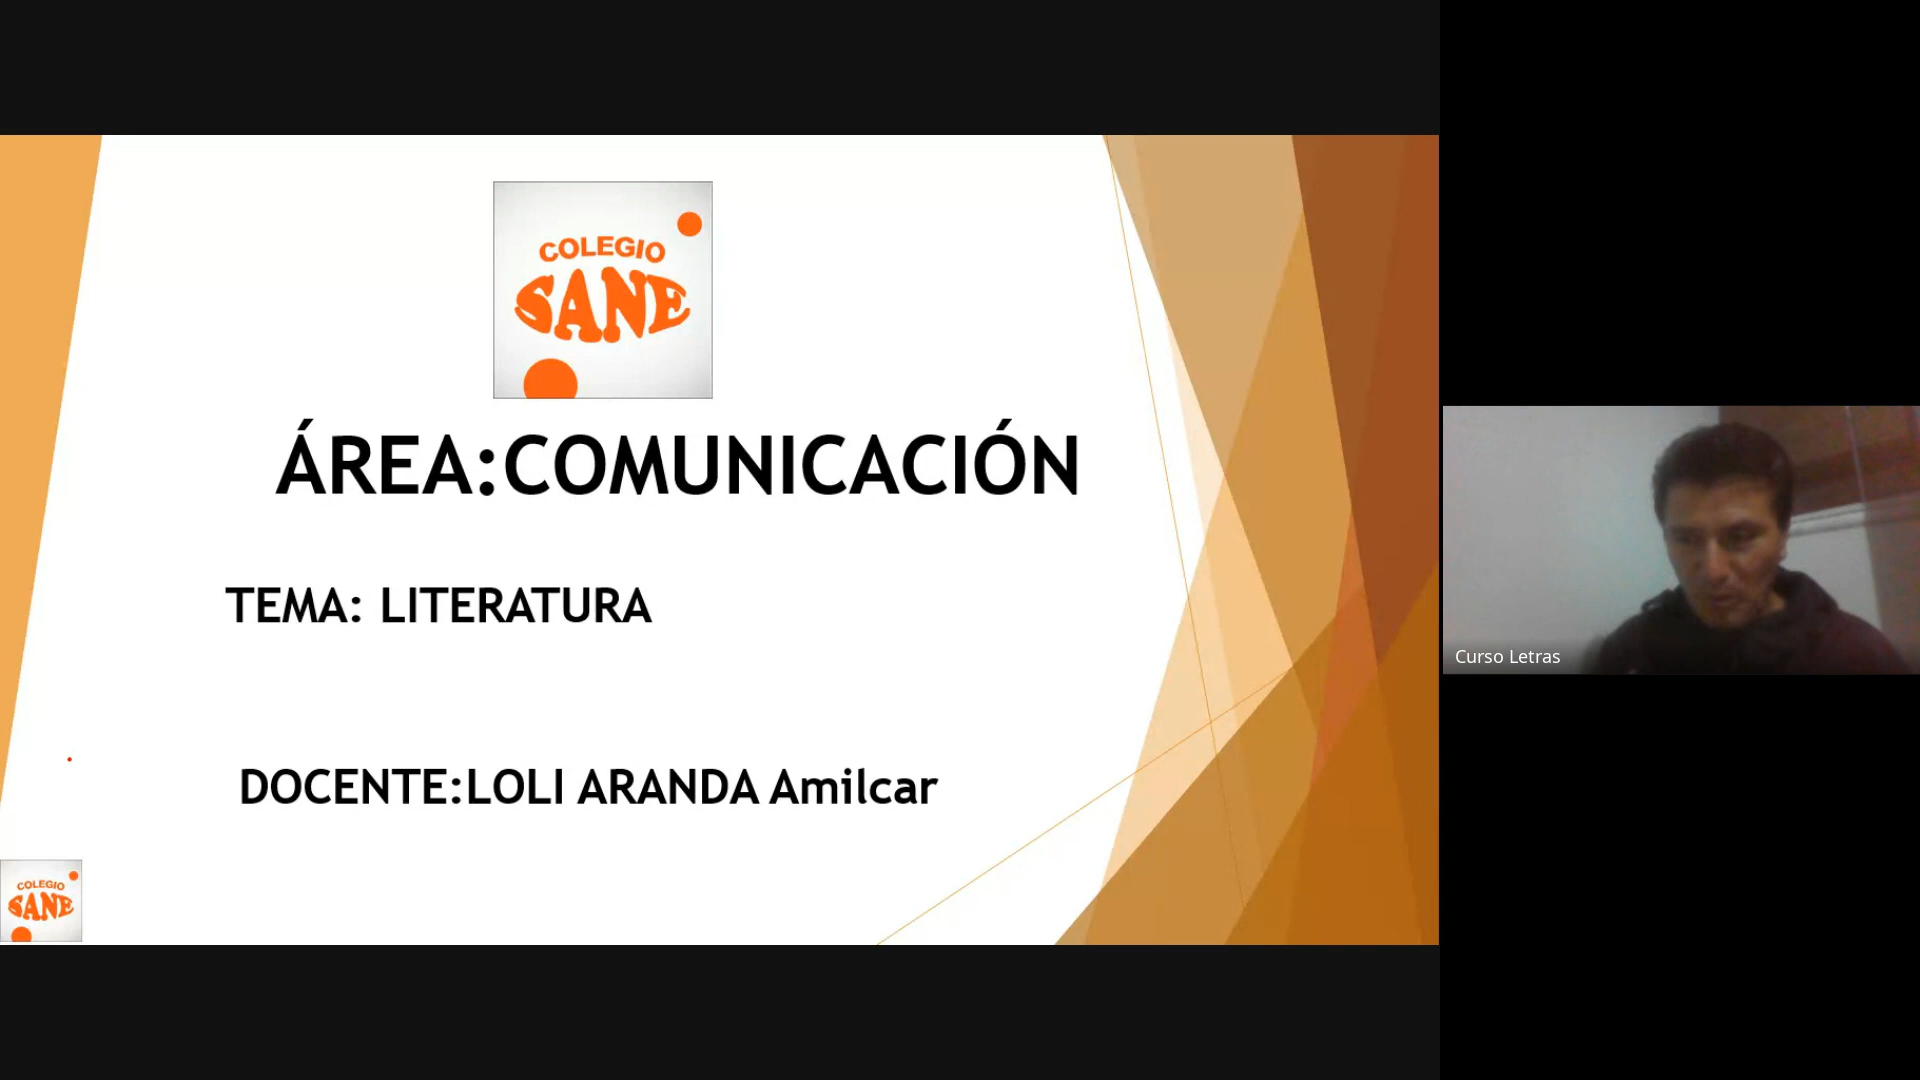 COLEGIO
SANE
ÁREA:COMUNICACIÓN
TEMA: LITERATURA
DOCENTE:LOLI ARANDA Amilcar
COLEGIO
SANE
Curso Letras